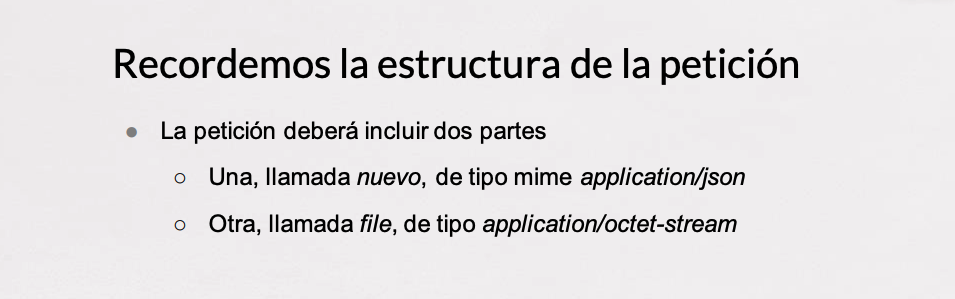 Recordemos la estructura de la petición
● La petición deberá incluir dos partes
○ Una, llamada nuevo, de tipo mime application/json
○ Otra, llamada file, de tipo application/octet-stream